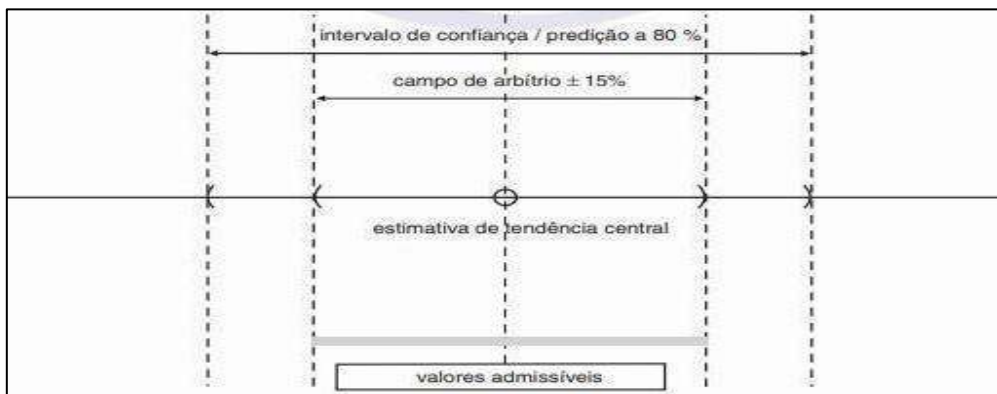 intervalo de confiança / predição a 80 %
campo de arbítrio ± 15%
estimativa de tendência central
valores admissíveis